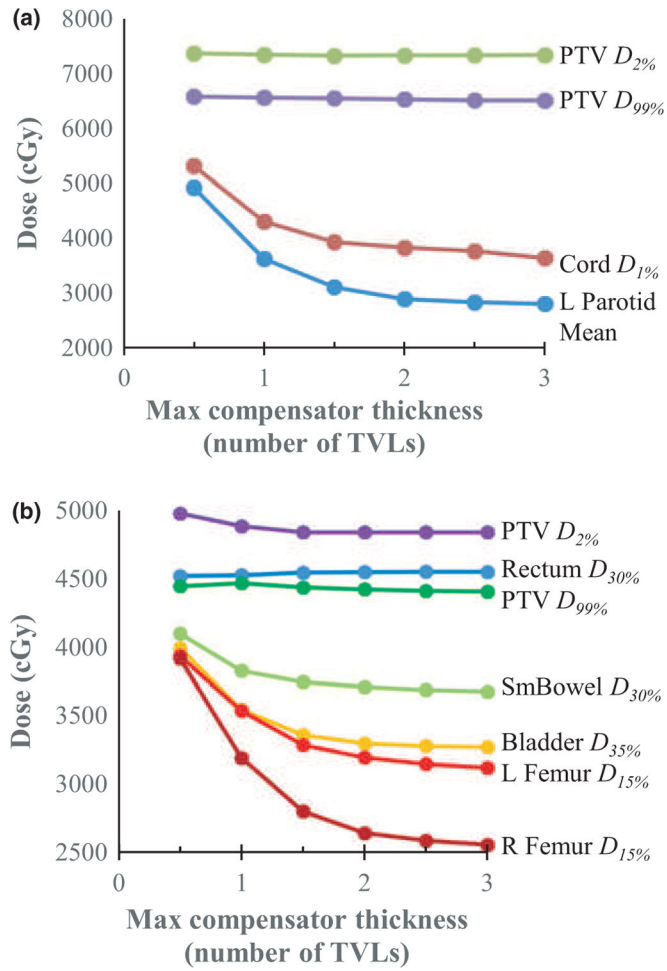 (a)
8000
7000
6000
5000
4000
3000
2000
Dose (cGy)
PTV D2%
PTV D99%
Cord D1%
L Parotid
Mean
0 1 2 3
Max compensator thickness
(number of TVLs)
(b)
5000
4500
4000
3500
3000
2500
Dose (cGy)
PTV D2%
Rectum D30%
PTV D99%
SmBowel D30%
Bladder D35%
L Femur D15%
R Femur D15%
0 1 2 3
Max compensator thickness
(number of TVLs)